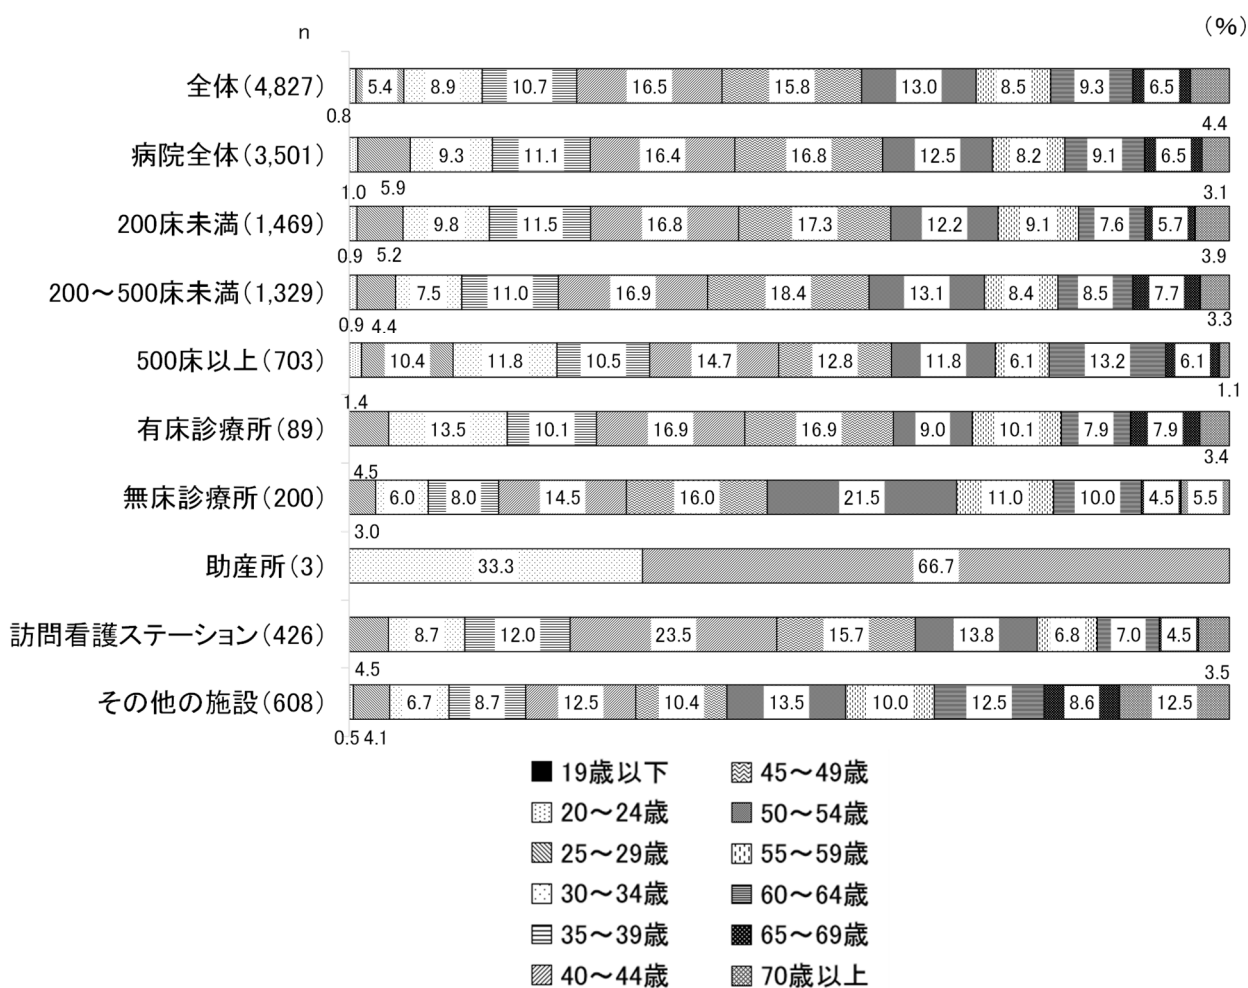 n (%)
全体(4,827) 5.4 8.9 10.7 16.5 15.8 13.0 8.5 9.3 6.5
0.8 4.4
病院全体(3,501) 9.3 11.1 16.4 16.8 12.5 8.2 9.1 6.5
1.0 5.9 3.1
200床未満(1,469) 9.8 11.5 16.8 17.3 12.2 9.1 7.6 5.7
0.9 5.2 3.9
200～500床未満(1,329) 7.5 11.0 16.9 18.4 13.1 8.4 8.5 7.7
0.9 4.4 3.3
500床以上(703) 10.4 11.8 10.5 14.7 12.8 11.8 6.1 13.2 6.1
1.4 1.1
有床診療所(89) 13.5 10.1 16.9 16.9 9.0 10.1 7.9 7.9
4.5 3.4
無床診療所(200) 6.0 8.0 14.5 16.0 21.5 11.0 10.0 4.5 5.5
3.0
助産所(3) 33.3 66.7
訪問看護ステーション(426) 8.7 12.0 23.5 15.7 13.8 6.8 7.0 4.5
4.5 3.5
その他の施設(608) 6.7 8.7 12.5 10.4 13.5 10.0 12.5 8.6 12.5
0.5 4.1
19歳以下
20～24歳
25～29歳
30～34歳
35～39歳
40～44歳
45～49歳
50～54歳
55～59歳
60～64歳
65～69歳
70歳以上